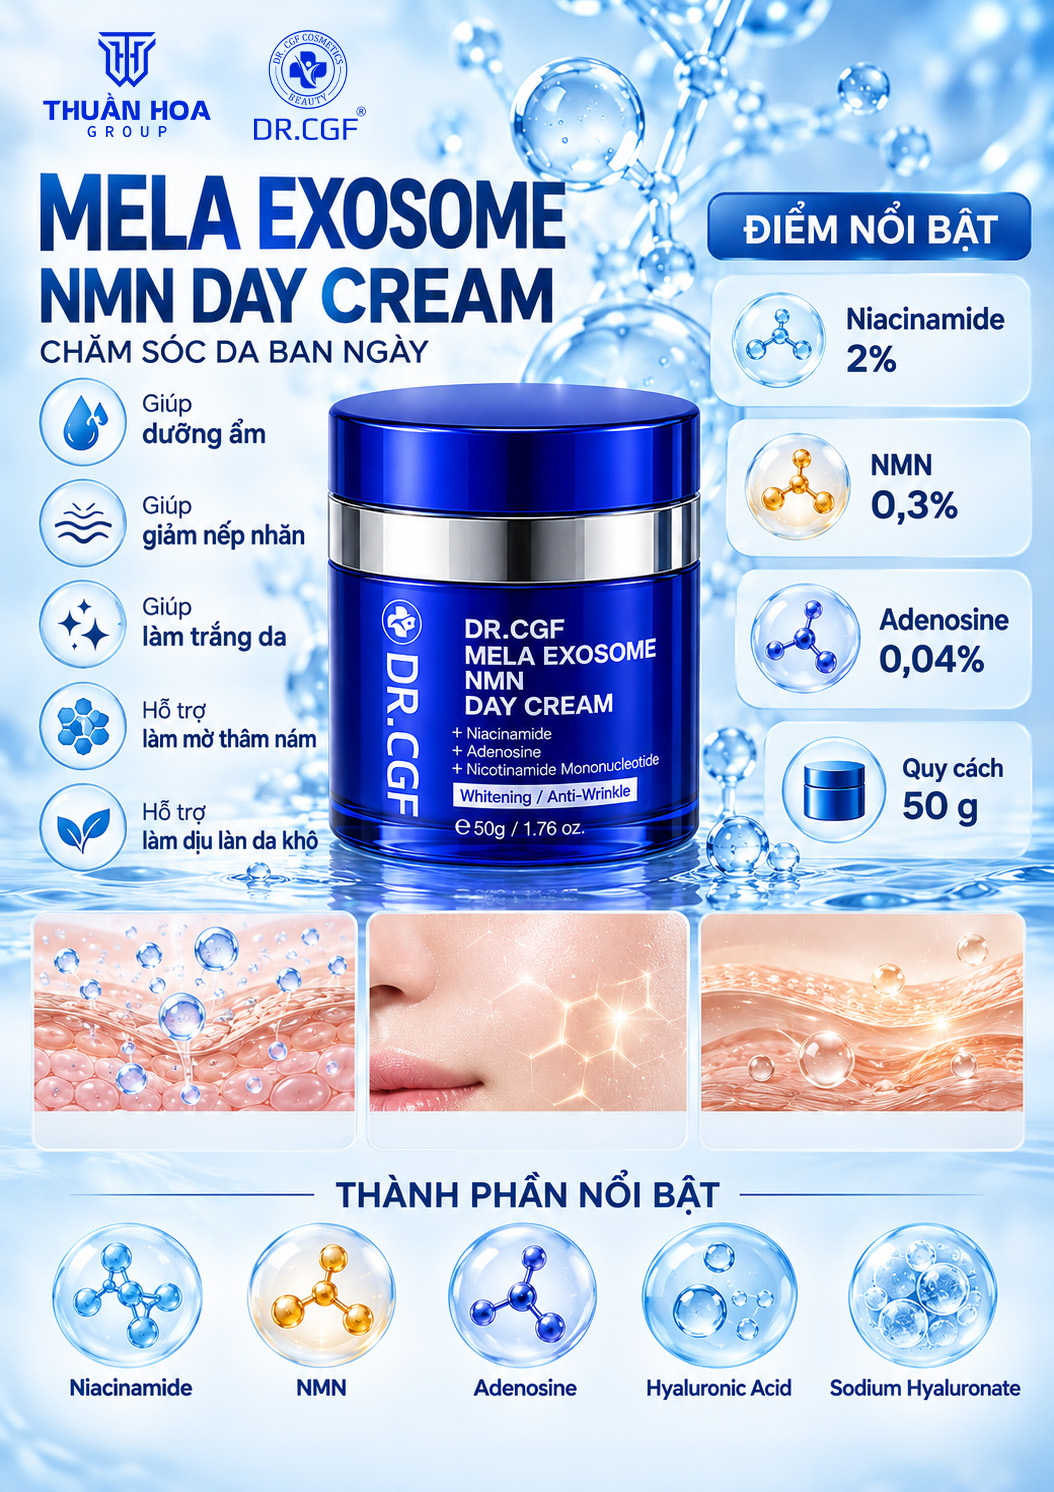 THUẦN HOA
GROUP
DR.CGF COSMETICS
BEAUTY
DR.CGF®
MELA EXOSOME
NMN DAY CREAM
CHĂM SÓC DA BAN NGÀY
Giúp
dưỡng ẩm
Giúp
giảm nếp nhăn
Giúp
làm trắng da
Hỗ trợ
làm mờ thâm nám
Hỗ trợ
làm dịu làn da khô
DR.CGF
DR.CGF
MELA EXOSOME
NMN
DAY CREAM
+ Niacinamide
+ Adenosine
+ Nicotinamide Mononucleotide
Whitening / Anti-Wrinkle
℮ 50g / 1.76 oz.
ĐIỂM NỔI BẬT
Niacinamide
2%
NMN
0,3%
Adenosine
0,04%
Quy cách
50 g
THÀNH PHẦN NỔI BẬT
Niacinamide
NMN
Adenosine
Hyaluronic Acid
Sodium Hyaluronate